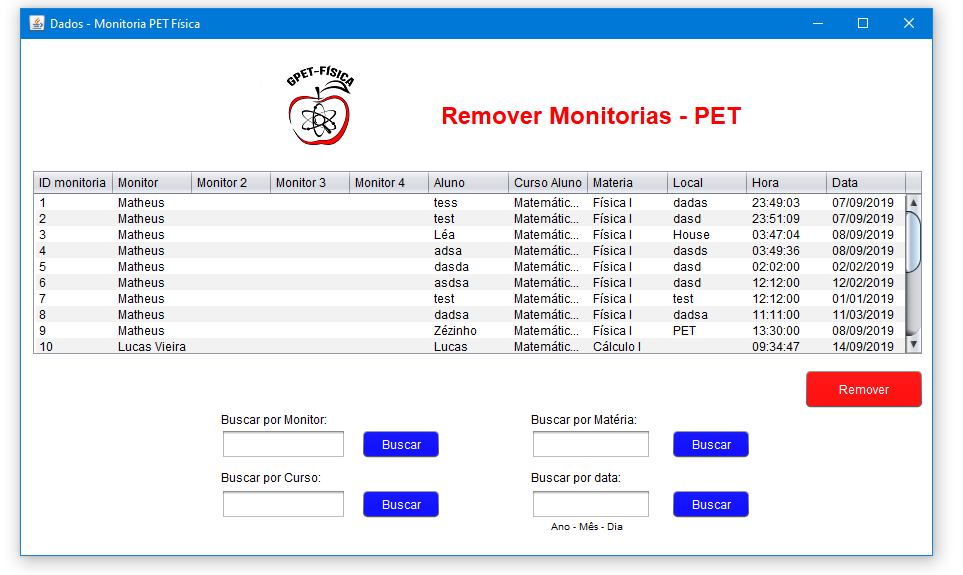 Dados - Monitoria PET Física
GPET-FÍSICA
Remover Monitorias - PET
ID monitoria Monitor Monitor 2 Monitor 3 Monitor 4 Aluno Curso Aluno Materia Local Hora Data
1 Matheus tess Matemátic... Física I dadas 23:49:03 07/09/2019
2 Matheus test Matemátic... Física I dasd 23:51:09 07/09/2019
3 Matheus Léa Matemátic... Física I House 03:47:04 08/09/2019
4 Matheus adsa Matemátic... Física I dasds 03:49:36 08/09/2019
5 Matheus dasda Matemátic... Física I dasd 02:02:00 02/02/2019
6 Matheus asdsa Matemátic... Física I dasd 12:12:00 12/02/2019
7 Matheus test Matemátic... Física I test 12:12:00 01/01/2019
8 Matheus dadsa Matemátic... Física I dadsa 11:11:00 11/03/2019
9 Matheus Zézinho Matemátic... Física I PET 13:30:00 08/09/2019
10 Lucas Vieira Lucas Matemátic... Cálculo I 09:34:47 14/09/2019
Remover
Buscar por Monitor: Buscar por Matéria:
Buscar Buscar
Buscar por Curso: Buscar por data:
Buscar Buscar
Ano - Mês - Dia